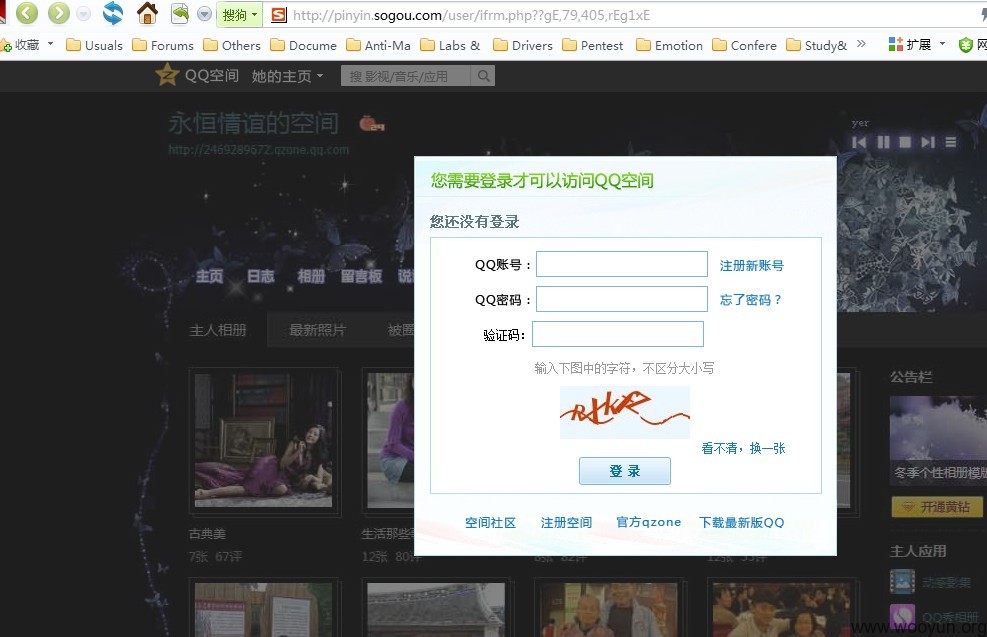 搜狗
http://pinyin.sogou.com/user/ifrm.php??gE,79,405,rEg1xE
收藏 Usuals Forums Others Docume Anti-Ma Labs & Drivers Pentest Emotion Confere Study& 扩展 网
QQ空间 她的主页 搜 影视/音乐/应用
永恒情谊的空间
http://2469289672.qzone.qq.com
yer
您需要登录才可以访问QQ空间
您还没有登录
QQ账号： 注册新账号
主页 日志 相册 留言板 说
QQ密码： 忘了密码？
主人相册 最新照片 被圈
验证码：
输入下图中的字符，不区分大小写
公告栏
看不清，换一张
冬季个性相册模版
登 录
开通黄钻
空间社区 注册空间 官方qzone 下载最新版QQ
古典美 生活那些
7张 67评 12张 80 8张 82评
主人应用
动感影集
QQ秀相册
www.wooyun.org